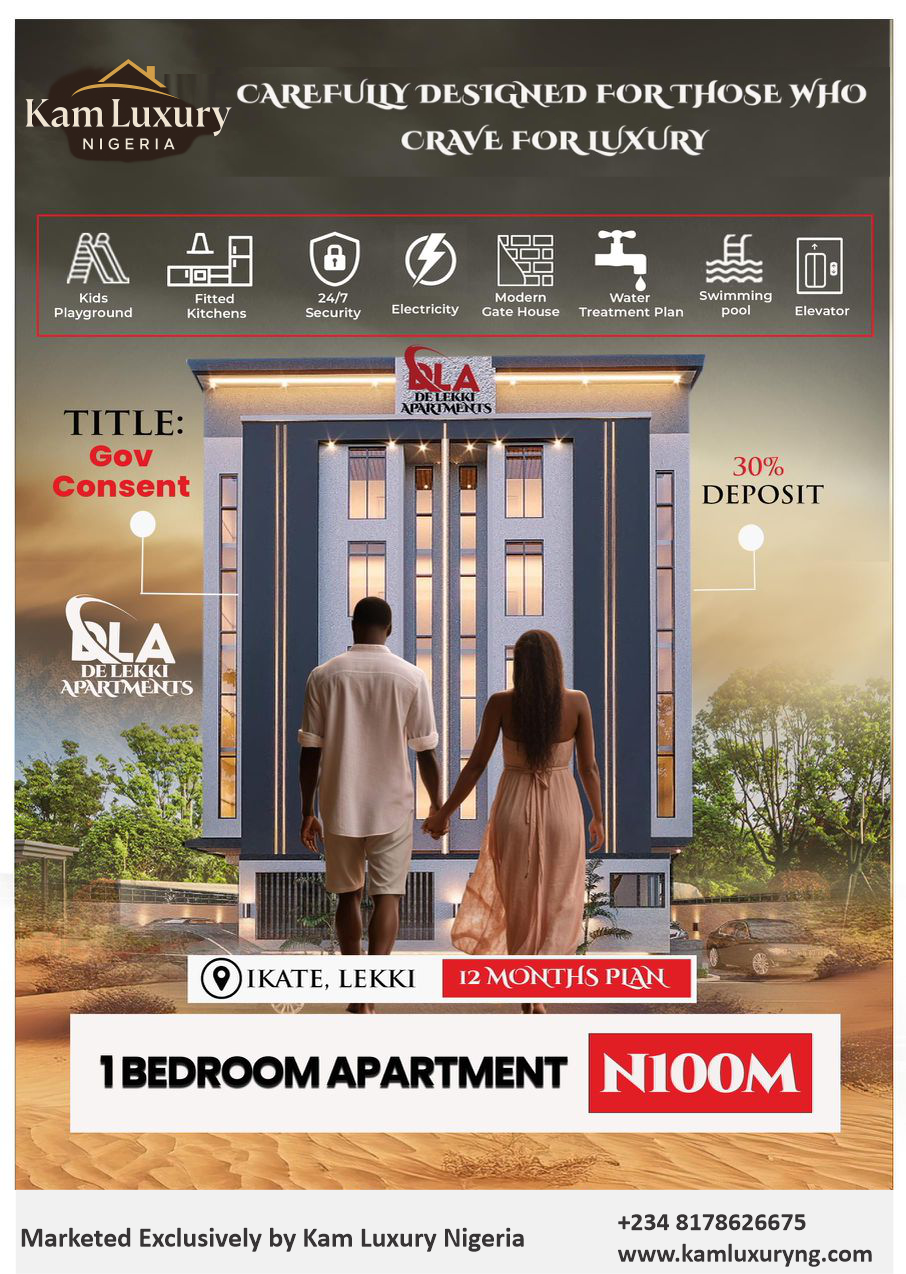 Kam Luxury
NIGERIA
CAREFULLY DESIGNED FOR THOSE WHO
CRAVE FOR LUXURY
Kids
Playground
Fitted
Kitchens
24/7
Security
Electricity
Modern
Gate House
Water
Treatment Plan
Swimming
pool
Elevator
DLA
DE LEKKI
APARTMENTS
TITLE:
Gov
Consent
30%
DEPOSIT
DLA
DE LEKKI
APARTMENTS
IKATE, LEKKI
12 MONTHS PLAN
1 BEDROOM APARTMENT
N100M
Marketed Exclusively by Kam Luxury Nigeria
+234 8178626675
www.kamluxuryng.com